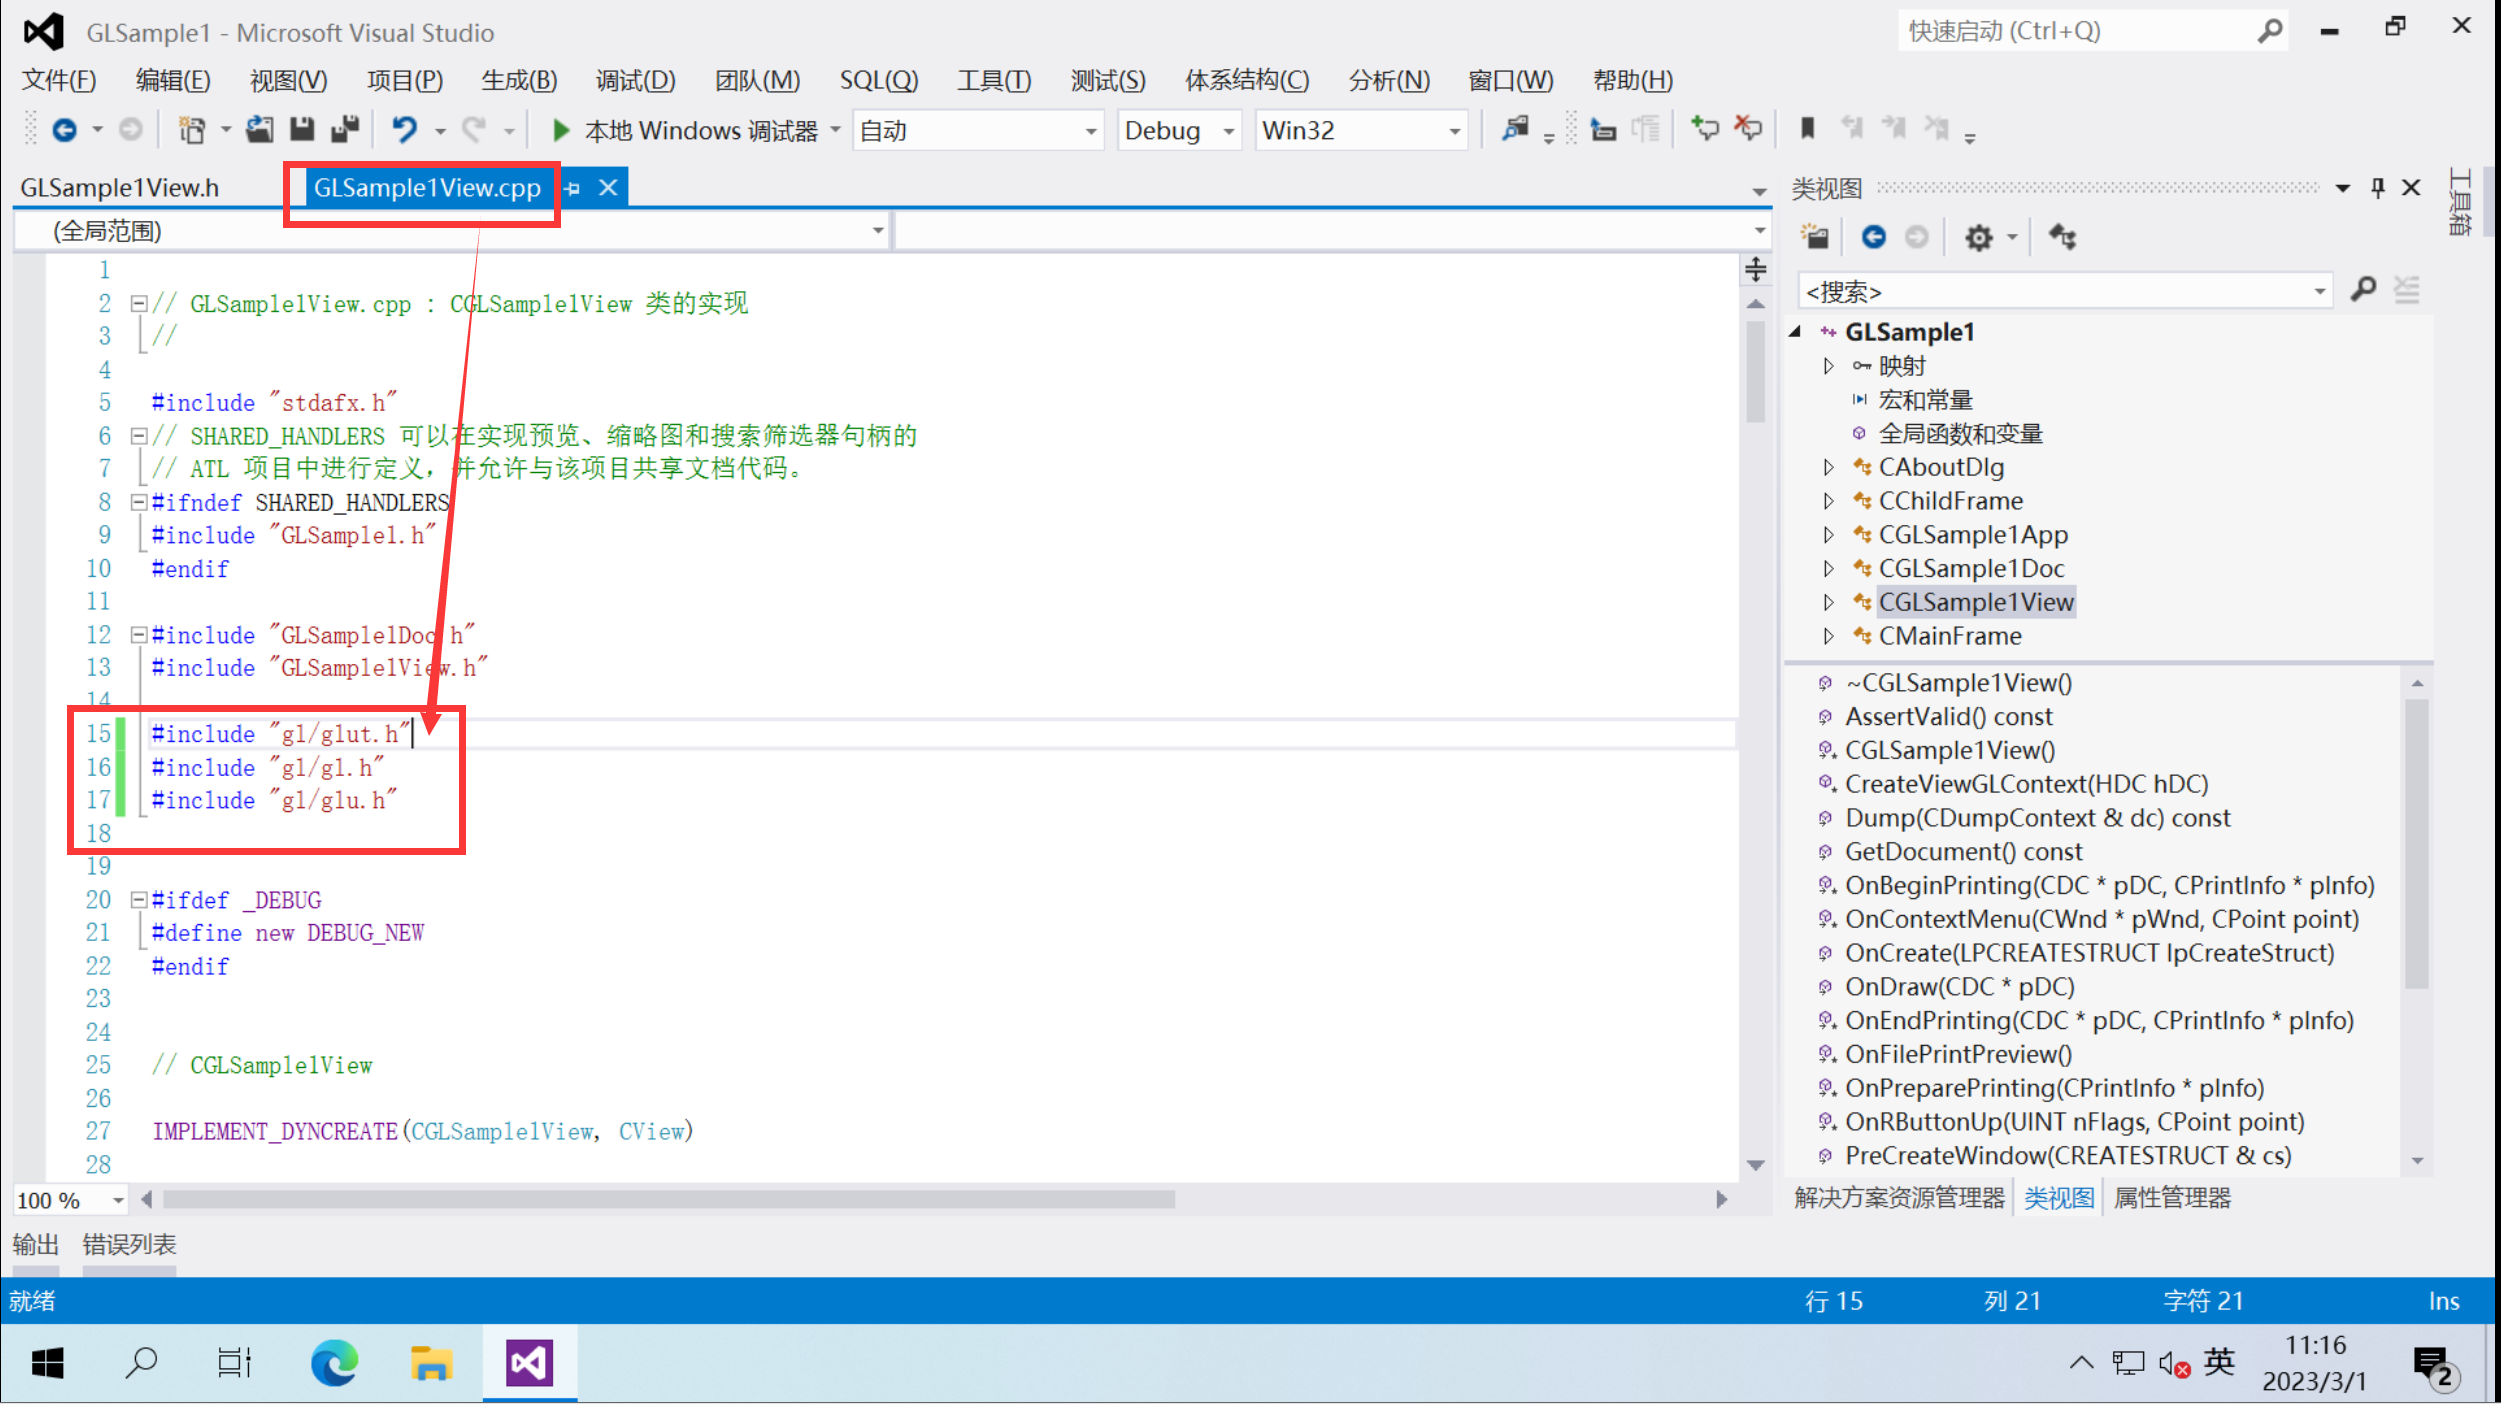 GLSample1 - Microsoft Visual Studio
快速启动 (Ctrl+Q)
文件(F) 编辑(E) 视图(V) 项目(P) 生成(B) 调试(D) 团队(M) SQL(Q) 工具(T) 测试(S) 体系结构(C) 分析(N) 窗口(W) 帮助(H)
本地 Windows 调试器 自动 Debug Win32
GLSample1View.h GLSample1View.cpp
(全局范围)
1
2 // GLSample1View.cpp : CGLSample1View 类的实现
3 //
4
5 #include "stdafx.h"
6 // SHARED_HANDLERS 可以在实现预览、缩略图和搜索筛选器句柄的
7 // ATL 项目中进行定义，并允许与该项目共享文档代码。
8 #ifndef SHARED_HANDLERS
9 #include "GLSample1.h"
10 #endif
11
12 #include "GLSample1Doc.h"
13 #include "GLSample1View.h"
14
15 #include "gl/glut.h"
16 #include "gl/gl.h"
17 #include "gl/glu.h"
18
19
20 #ifdef _DEBUG
21 #define new DEBUG_NEW
22 #endif
23
24
25 // CGLSample1View
26
27 IMPLEMENT_DYNCREATE(CGLSample1View, CView)
28
100 %
输出 错误列表
类视图
工具箱
<搜索>
GLSample1
映射
宏和常量
全局函数和变量
CAboutDlg
CChildFrame
CGLSample1App
CGLSample1Doc
CGLSample1View
CMainFrame
~CGLSample1View()
AssertValid() const
CGLSample1View()
CreateViewGLContext(HDC hDC)
Dump(CDumpContext & dc) const
GetDocument() const
OnBeginPrinting(CDC * pDC, CPrintInfo * pInfo)
OnContextMenu(CWnd * pWnd, CPoint point)
OnCreate(LPCREATESTRUCT lpCreateStruct)
OnDraw(CDC * pDC)
OnEndPrinting(CDC * pDC, CPrintInfo * pInfo)
OnFilePrintPreview()
OnPreparePrinting(CPrintInfo * pInfo)
OnRButtonUp(UINT nFlags, CPoint point)
PreCreateWindow(CREATESTRUCT & cs)
解决方案资源管理器 类视图 属性管理器
就绪 行 15 列 21 字符 21 Ins
英 11:16
2023/3/1
2